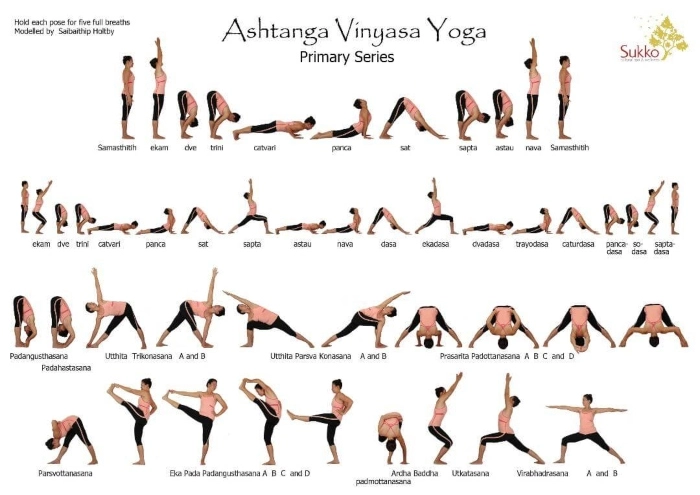 Hold each pose for five full breaths
Modelled by Saibaithip Holtby
Ashtanga Vinyasa Yoga
Primary Series
Sukko
Samasthitih ekam dve trini catvari panca sat sapta astau nava Samasthitih
ekam dve trini catvari panca sat sapta astau nava dasa ekadasa dvadasa trayodasa caturdasa panca-dasa so-dasa sapta-dasa
Padangusthasana
Padahastasana
Utthita Trikonasana A and B
Utthita Parsva Konasana A and B
Prasarita Padottanasana A B C and D
Parsvottanasana
Eka Pada Padangusthasana A B C and D
Ardha Baddha
padmottanasana
Utkatasana
Virabhadrasana A and B